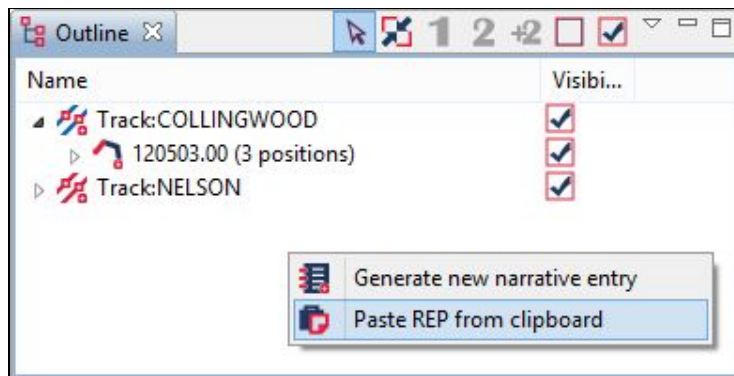 Outline
1 2 +2
Name Visibi...
Track:COLLINGWOOD
120503.00 (3 positions)
Track:NELSON
Generate new narrative entry
Paste REP from clipboard